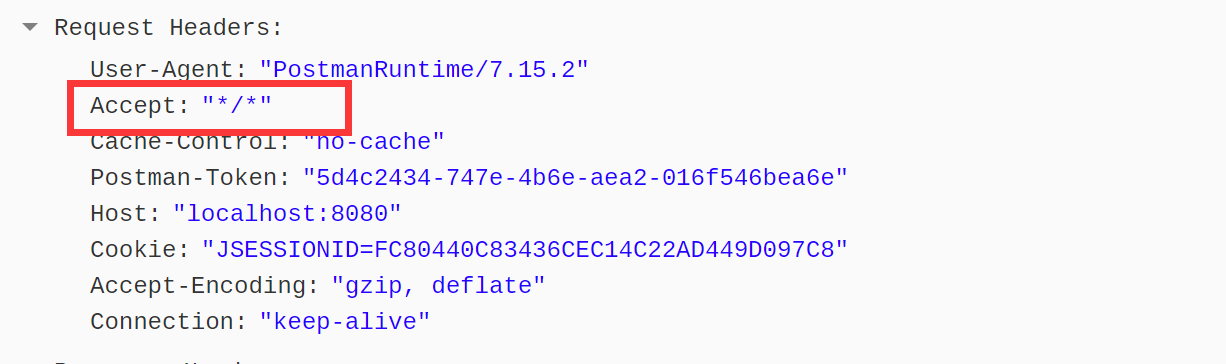 Request Headers:
User-Agent: "PostmanRuntime/7.15.2"
Accept: "*/*"
Cache-Control: "no-cache"
Postman-Token: "5d4c2434-747e-4b6e-aea2-016f546bea6e"
Host: "localhost:8080"
Cookie: "JSESSIONID=FC80440C83436CEC14C22AD449D097C8"
Accept-Encoding: "gzip, deflate"
Connection: "keep-alive"